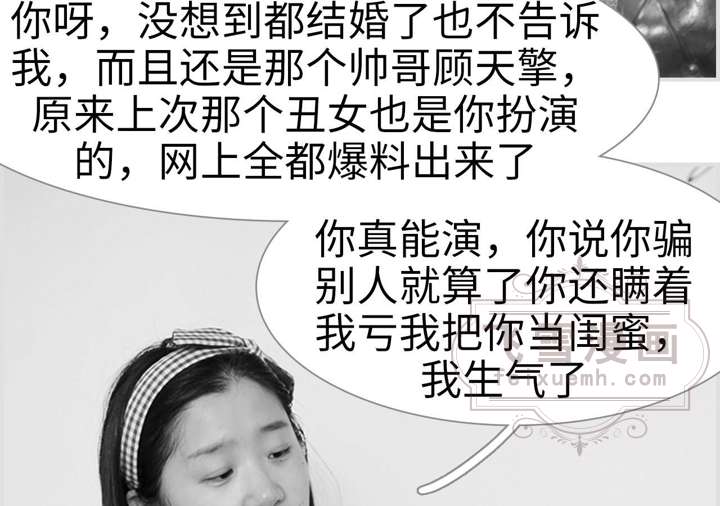 你呀，没想到都结婚了也不告诉
我，而且还是那个帅哥顾天擎，
原来上次那个丑女也是你扮演
的，网上全都爆料出来了
你真能演，你说你骗
别人就算了你还瞒着
我亏我把你当闺蜜，
我生气了
飞雪漫画
feixuemh.com